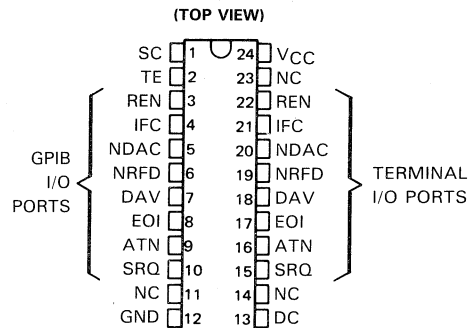 (TOP VIEW)
SC 1 24 VCC
TE 2 23 NC
REN 3 22 REN
IFC 4 21 IFC
NDAC 5 20 NDAC
NRFD 6 19 NRFD
DAV 7 18 DAV
EOI 8 17 EOI
ATN 9 16 ATN
SRQ 10 15 SRQ
NC 11 14 NC
GND 12 13 DC
GPIB
I/O
PORTS
TERMINAL
I/O PORTS